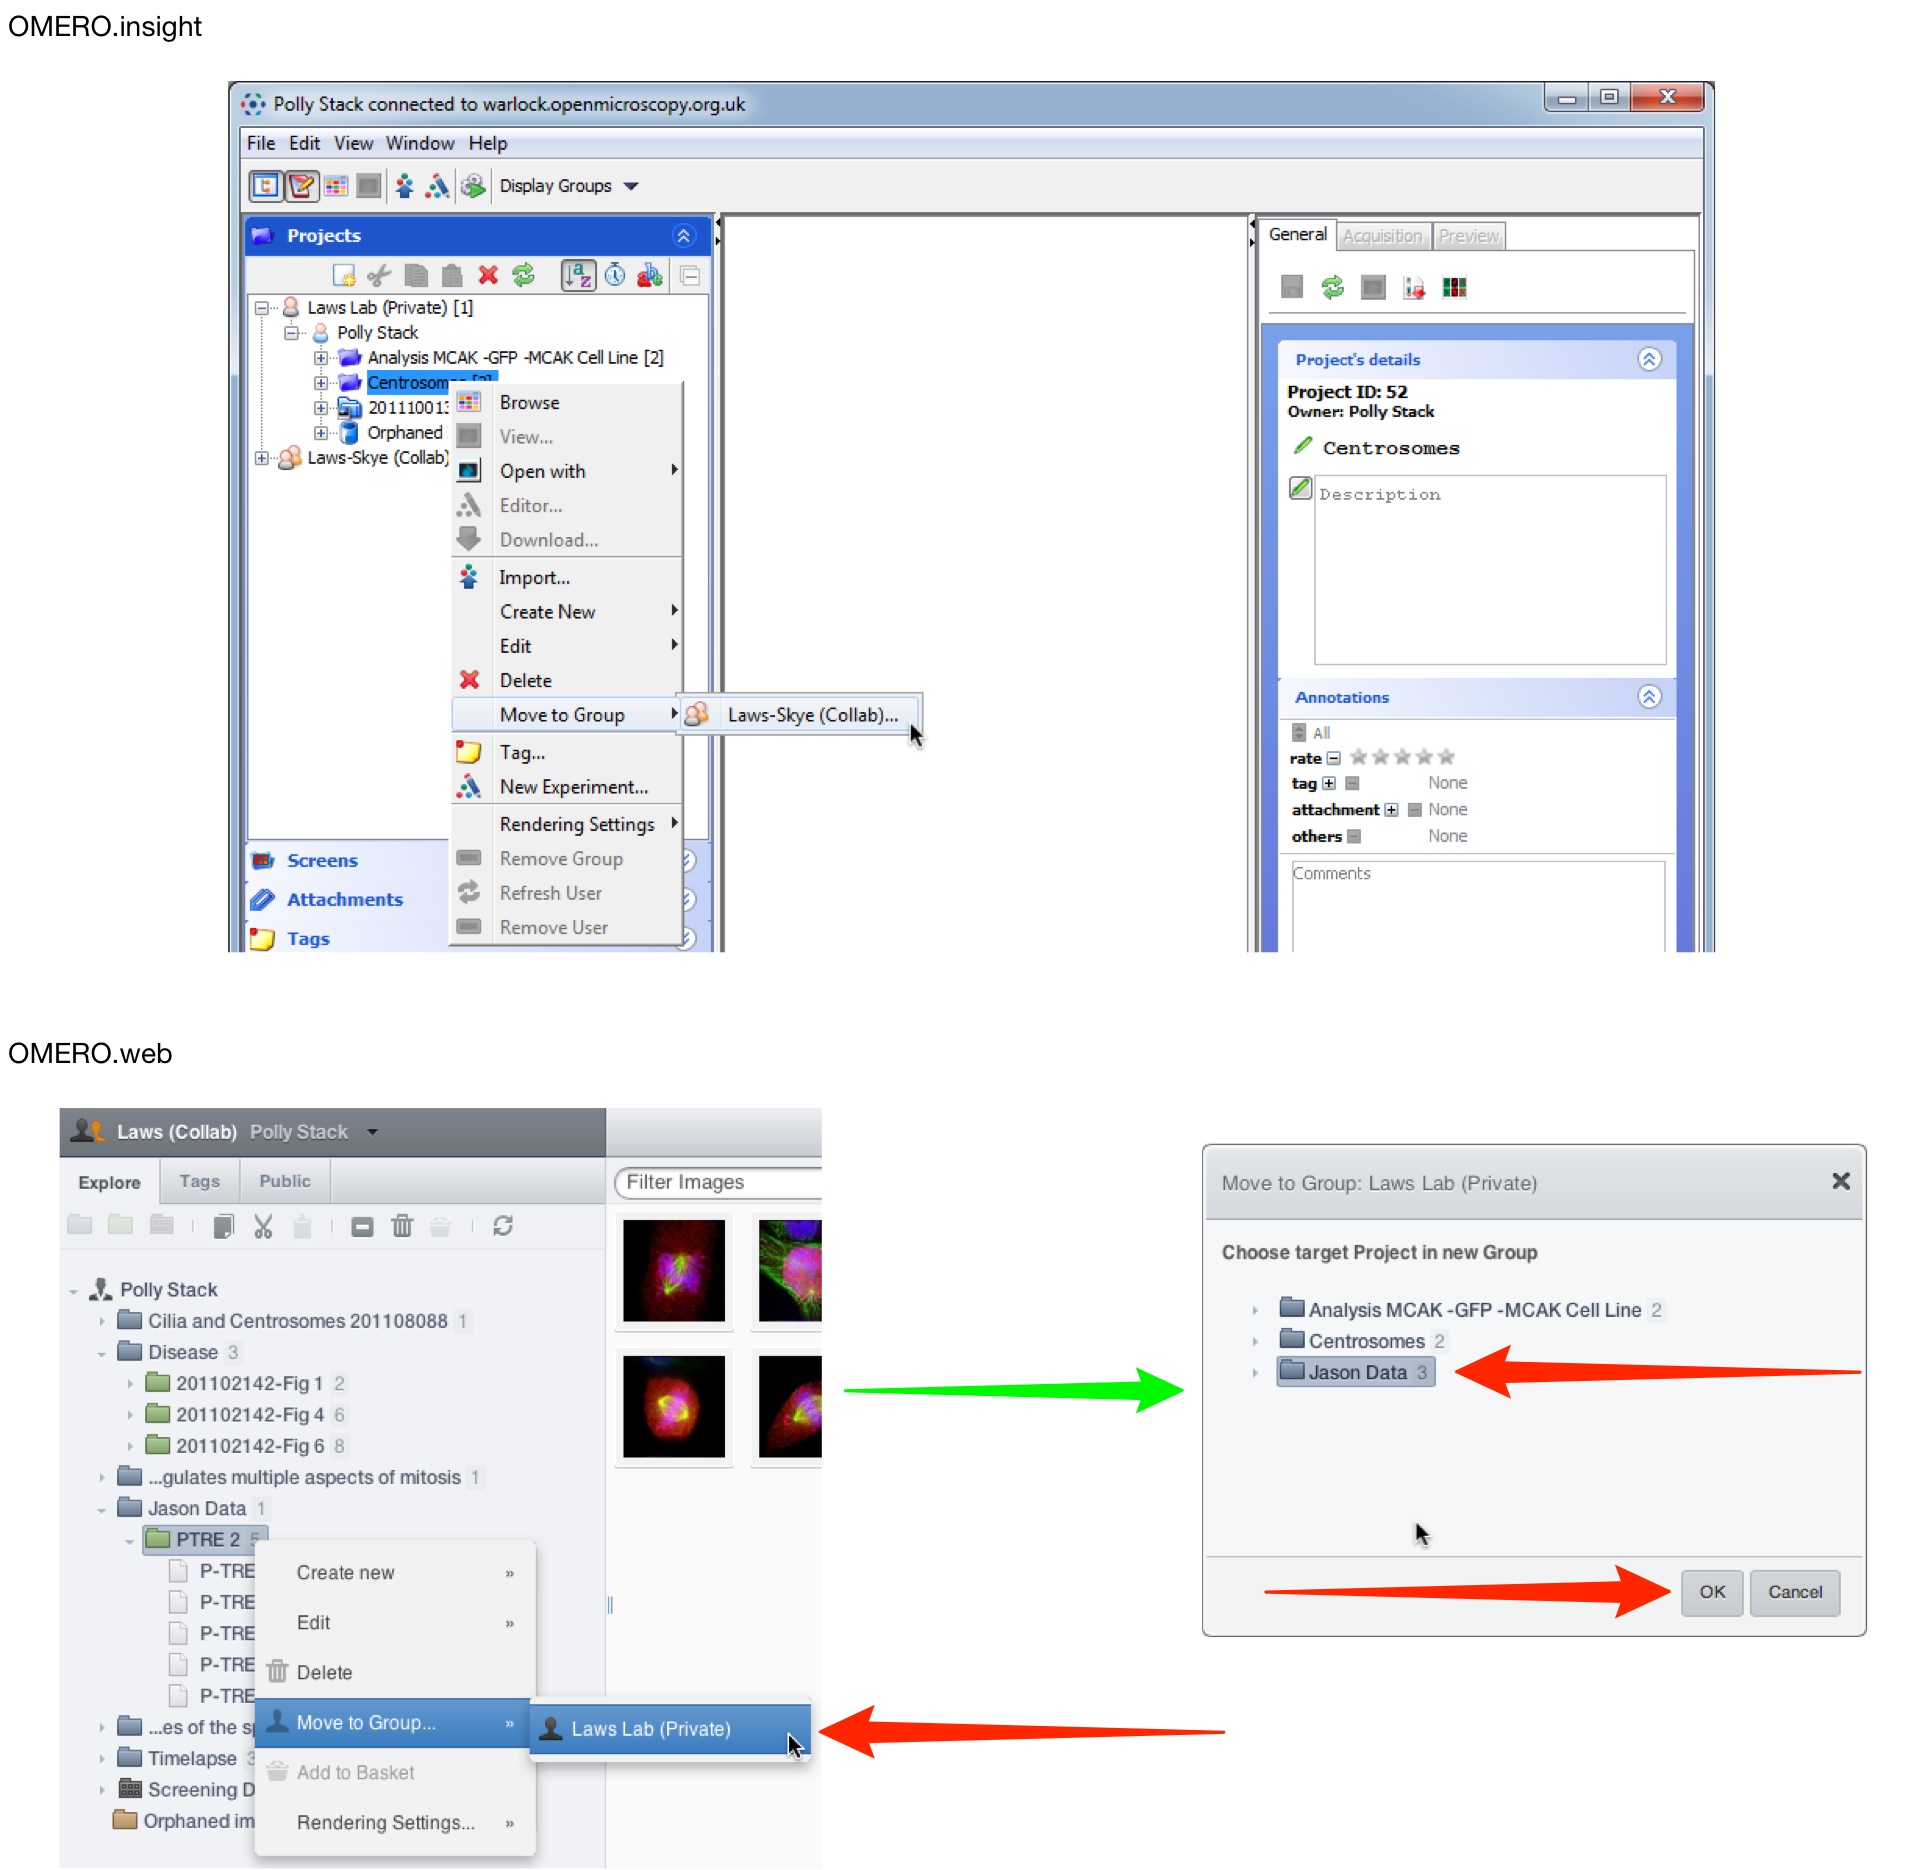 OMERO.insight
Polly Stack connected to warlock.openmicroscopy.org.uk
File Edit View Window Help
Display Groups
Projects
Laws Lab (Private) [1]
Polly Stack
Analysis MCAK -GFP -MCAK Cell Line [2]
Centrosomes [2]
201110013
Orphaned
Laws-Skye (Collab)
Browse
View...
Open with
Editor...
Download...
Import...
Create New
Edit
Delete
Move to Group
Laws-Skye (Collab)...
Tag...
New Experiment...
Rendering Settings
Remove Group
Refresh User
Remove User
Screens
Attachments
Tags
General Acquisition Preview
Project's details
Project ID: 52
Owner: Polly Stack
Centrosomes
Description
Annotations
All
rate
tag None
attachment None
others None
Comments
OMERO.web
Laws (Collab) Polly Stack
Explore Tags Public
Filter Images
Polly Stack
Cilia and Centrosomes 201108088 1
Disease 3
201102142-Fig 1 2
201102142-Fig 4 6
201102142-Fig 6 8
...gulates multiple aspects of mitosis 1
Jason Data 1
PTRE 2 5
P-TRE
P-TRE
P-TRE
P-TRE
P-TRE
...es of the s
Timelapse 3
Screening D
Orphaned im
Create new »
Edit »
Delete
Move to Group... »
Laws Lab (Private)
Add to Basket
Rendering Settings... »
Move to Group: Laws Lab (Private)
Choose target Project in new Group
Analysis MCAK -GFP -MCAK Cell Line 2
Centrosomes 2
Jason Data 3
OK Cancel